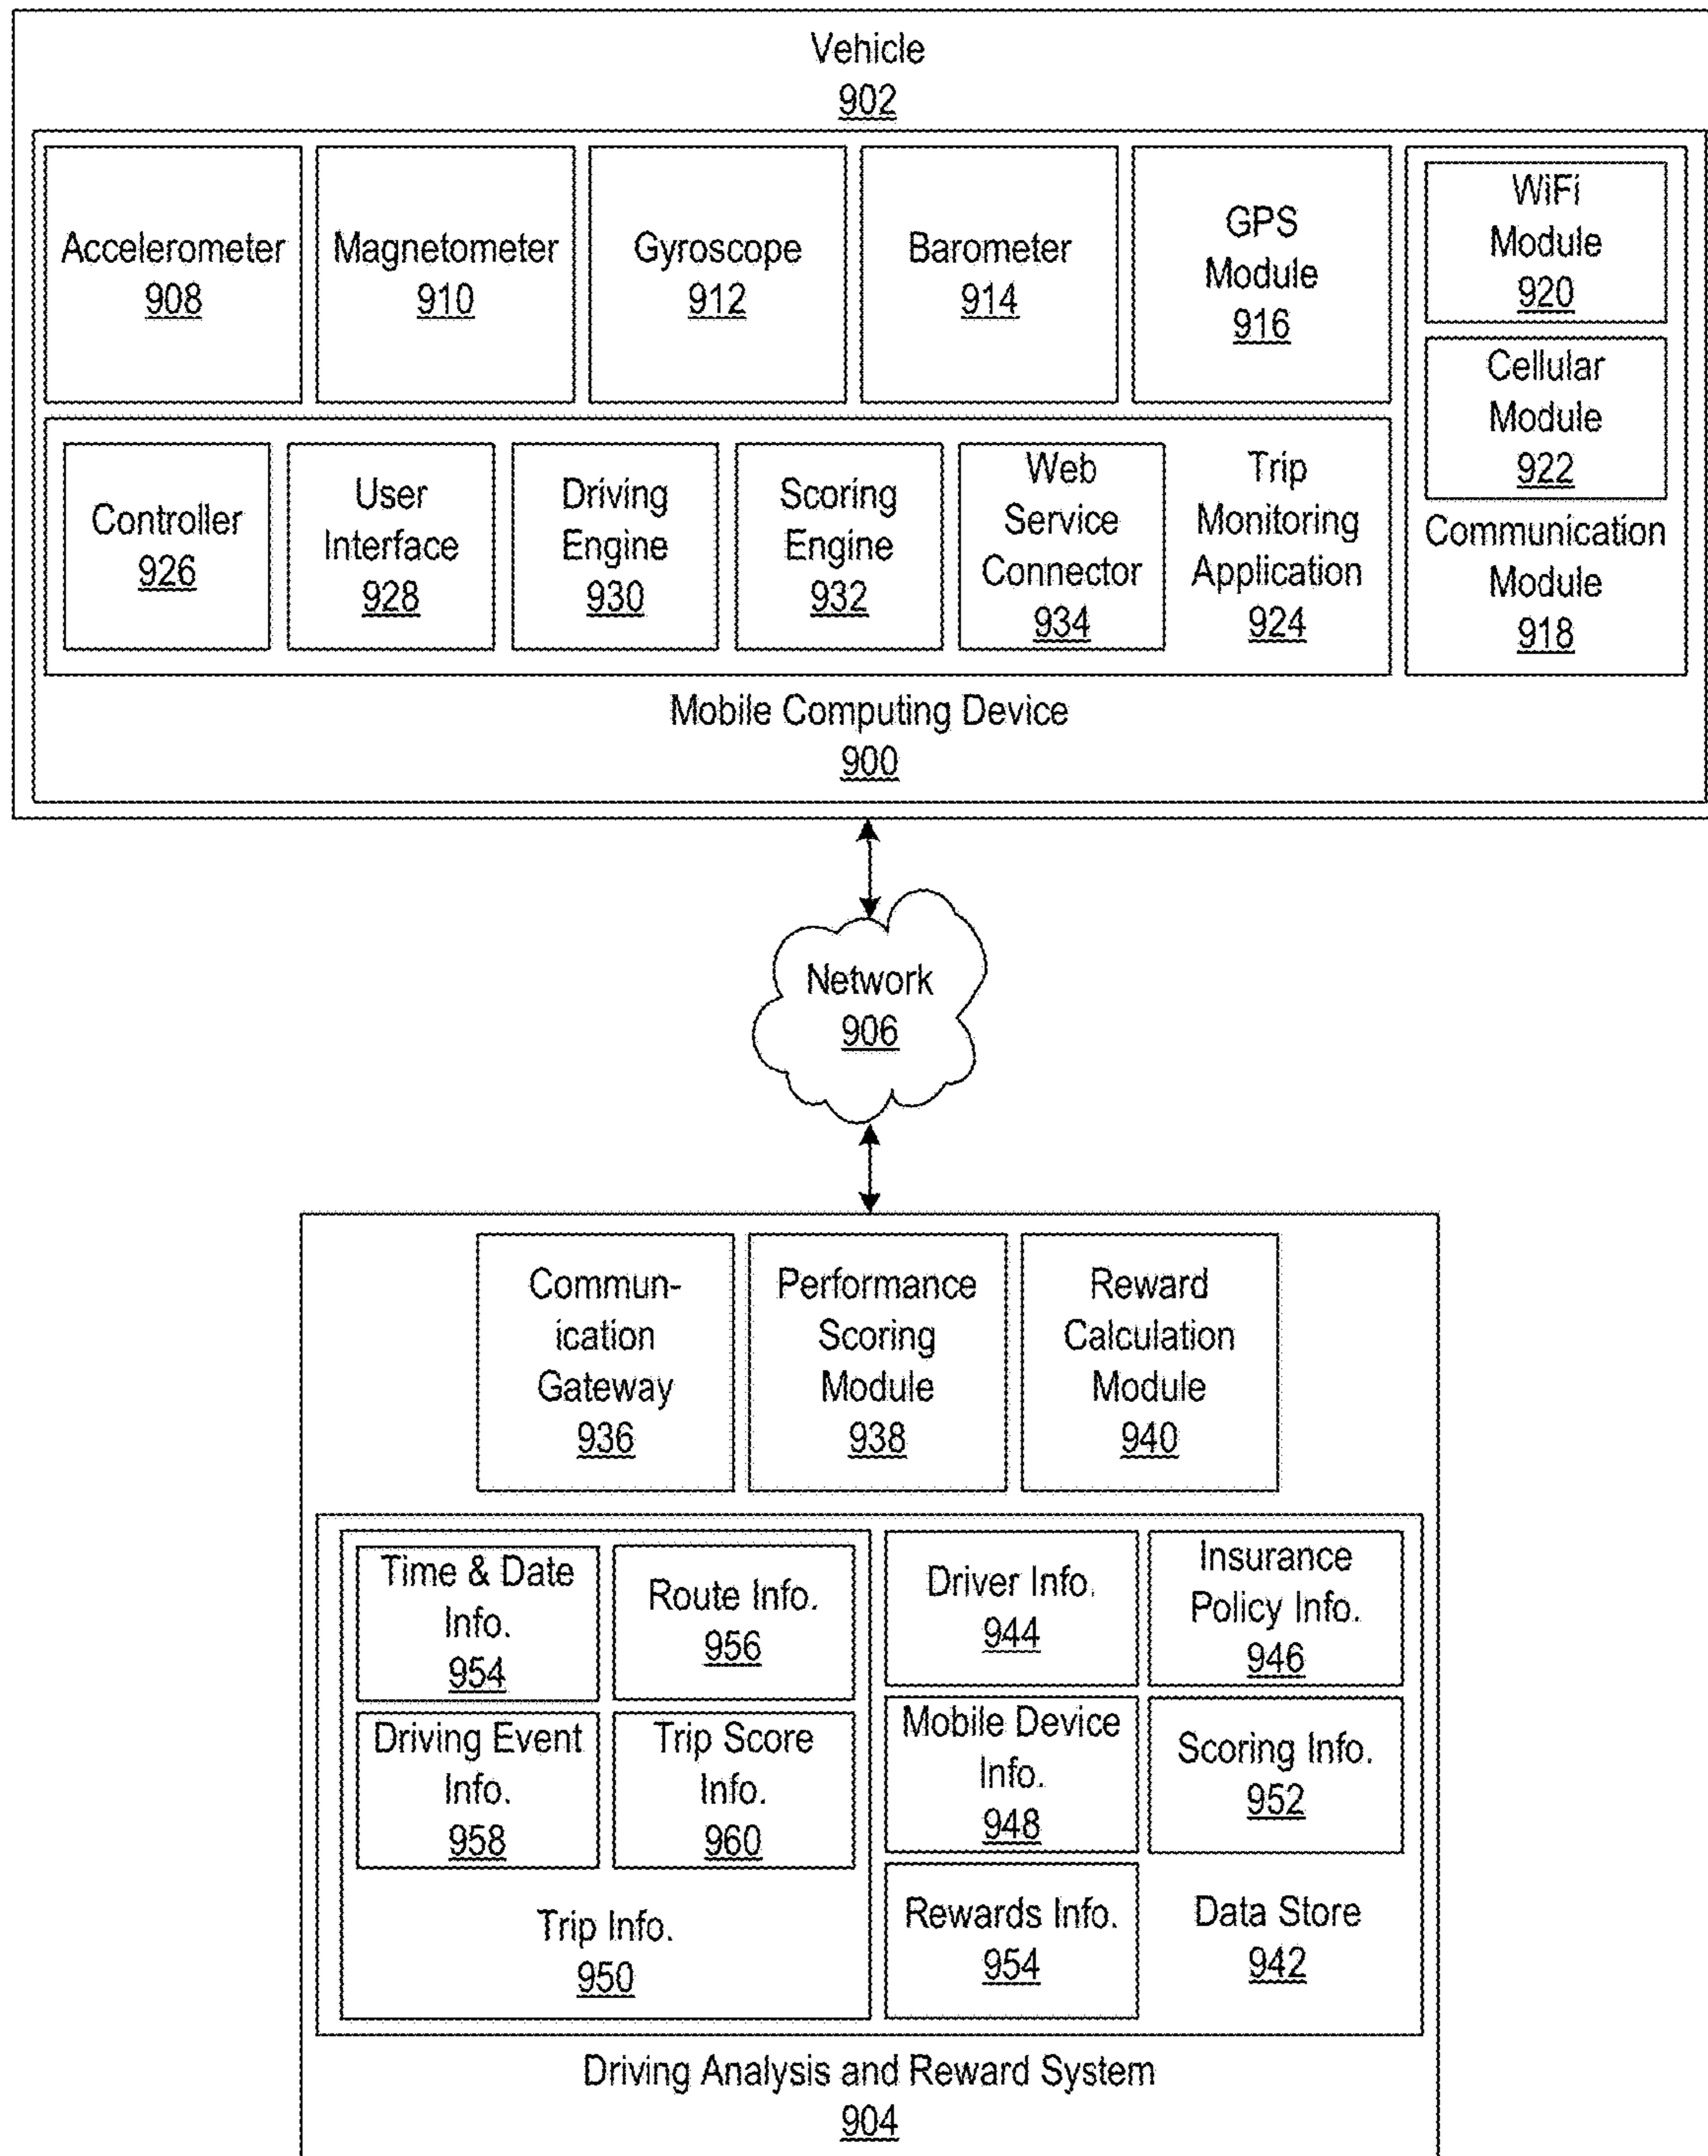 Vehicle
902
Accelerometer
908
Magnetometer
910
Gyroscope
912
Barometer
914
GPS
Module
916
WiFi
Module
920
Cellular
Module
922
Communication
Module
918
Controller
926
User
Interface
928
Driving
Engine
930
Scoring
Engine
932
Web
Service
Connector
934
Trip
Monitoring
Application
924
Mobile Computing Device
900
Network
906
Commun-
ication
Gateway
936
Performance
Scoring
Module
938
Reward
Calculation
Module
940
Time & Date
Info.
954
Route Info.
956
Driving Event
Info.
958
Trip Score
Info.
960
Trip Info.
950
Driver Info.
944
Insurance
Policy Info.
946
Mobile Device
Info.
948
Scoring Info.
952
Rewards Info.
954
Data Store
942
Driving Analysis and Reward System
904